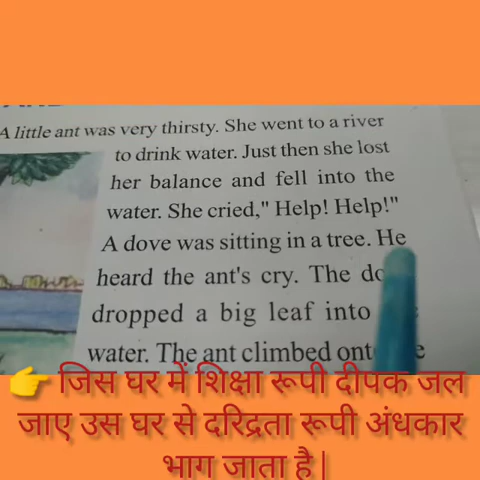 A little ant was very thirsty. She went to a river
to drink water. Just then she lost
her balance and fell into the
water. She cried," Help! Help!"
A dove was sitting in a tree. He
heard the ant's cry. The
dropped a big leaf into
water. The ant climbed
👉 जिस घर में शिक्षा रूपी दीपक जल
जाए उस घर से दरिद्रता रूपी अंधकार
भाग जाता है |